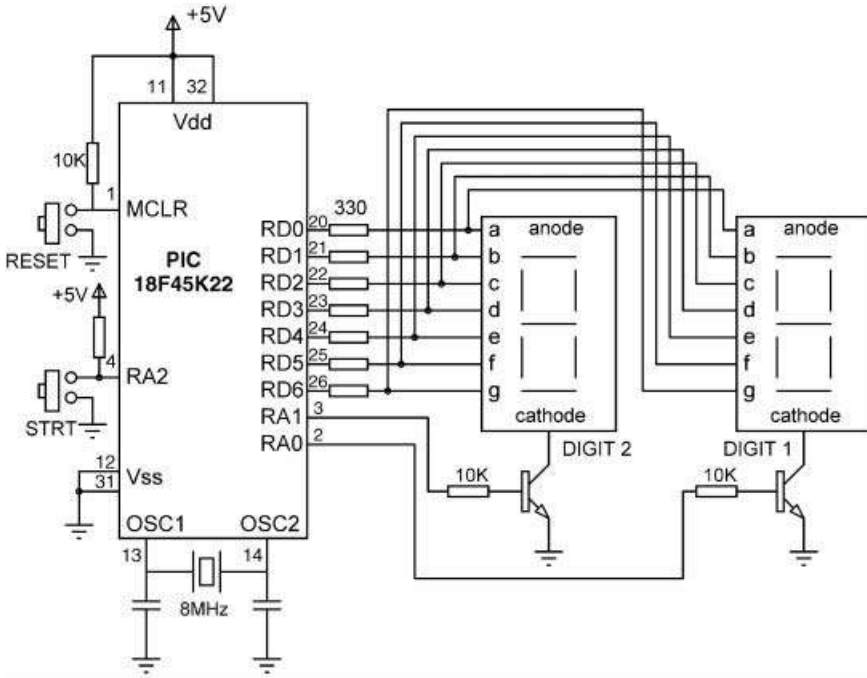 +5V
11
32
Vdd
10K
1
MCLR
RESET
PIC
18F45K22
+5V
4
RA2
STRT
12
31
Vss
OSC1
OSC2
13
14
8MHz
330
RD0 20
RD1 21
RD2 22
RD3 23
RD4 24
RD5 25
RD6 26
RA1 3
RA0 2
a anode
b
c
d
e
f
g
cathode
DIGIT 2
10K
a anode
b
c
d
e
f
g
cathode
DIGIT 1
10K